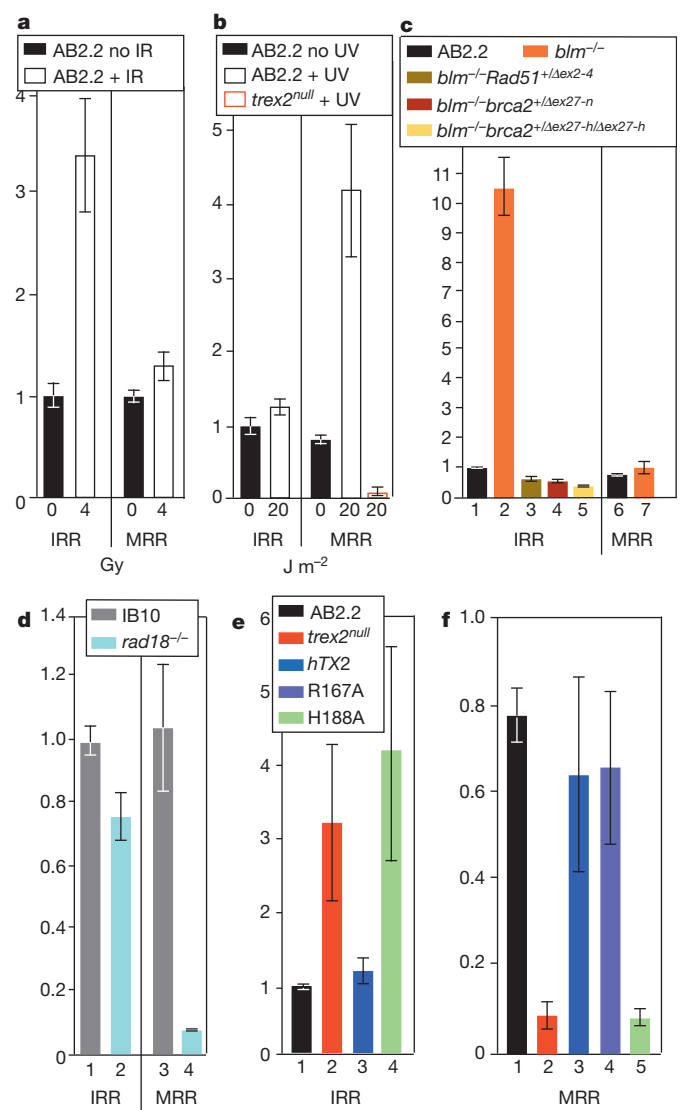 a
AB2.2 no IR
AB2.2 + IR
4
3
2
1
0
0 4 0 4
IRR MRR
Gy
b
AB2.2 no UV
AB2.2 + UV
trex2null + UV
5
4
3
2
1
0
0 20 0 20 20
IRR MRR
J m–2
c
AB2.2 blm–/–
blm–/–Rad51+/Δex2-4
blm–/–brca2+/Δex27-n
blm–/–brca2+/Δex27-h/Δex27-h
11
10
9
8
7
6
5
4
3
2
1
0
1 2 3 4 5 6 7
IRR MRR
d
IB10
rad18–/–
1.4
1.2
1.0
0.8
0.6
0.4
0.2
0
1 2 3 4
IRR MRR
e
AB2.2
trex2null
hTX2
R167A
H188A
6
5
4
3
2
1
0
1 2 3 4
IRR
f
1.0
0.8
0.6
0.4
0.2
0
1 2 3 4 5
MRR